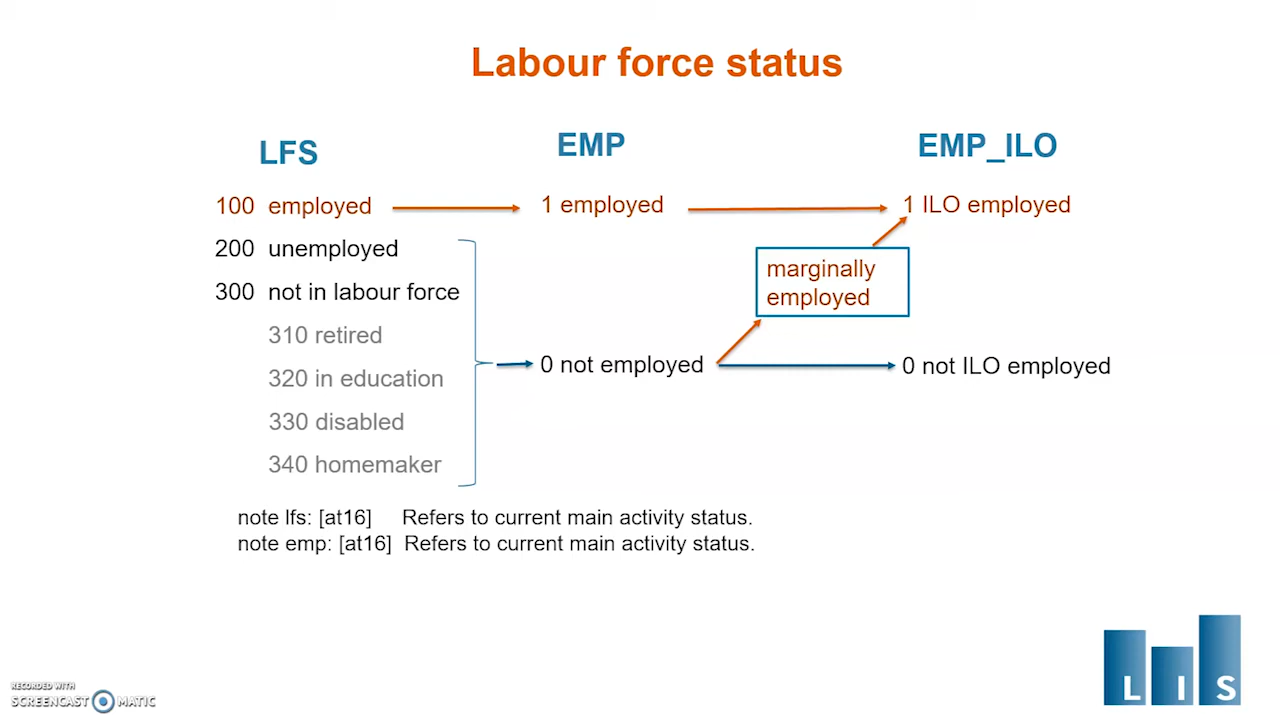 Labour force status
LFS
EMP
EMP_ILO
100 employed
1 employed
1 ILO employed
200 unemployed
marginally
employed
300 not in labour force
310 retired
0 not employed
0 not ILO employed
320 in education
330 disabled
340 homemaker
note lfs: [at16] Refers to current main activity status.
note emp: [at16] Refers to current main activity status.
LIS
RECORDED WITH
SCREENCAST MATIC